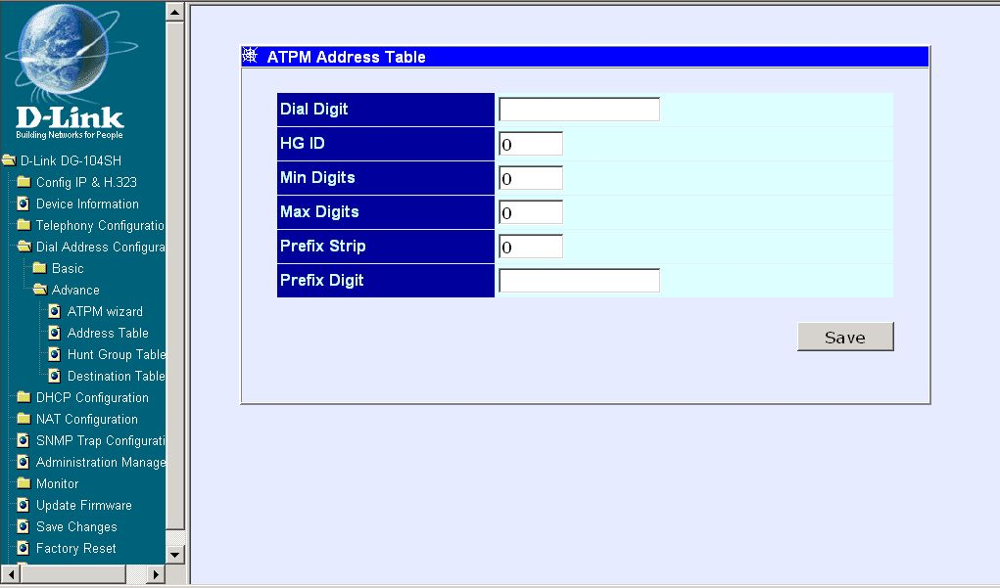 D-Link
Building Networks for People
D-Link DG-104SH
Config IP & H.323
Device Information
Telephony Configuratio
Dial Address Configura
Basic
Advance
ATPM wizard
Address Table
Hunt Group Table
Destination Table
DHCP Configuration
NAT Configuration
SNMP Trap Configurati
Administration Manage
Monitor
Update Firmware
Save Changes
Factory Reset
ATPM Address Table
Dial Digit
HG ID 0
Min Digits 0
Max Digits 0
Prefix Strip 0
Prefix Digit
Save